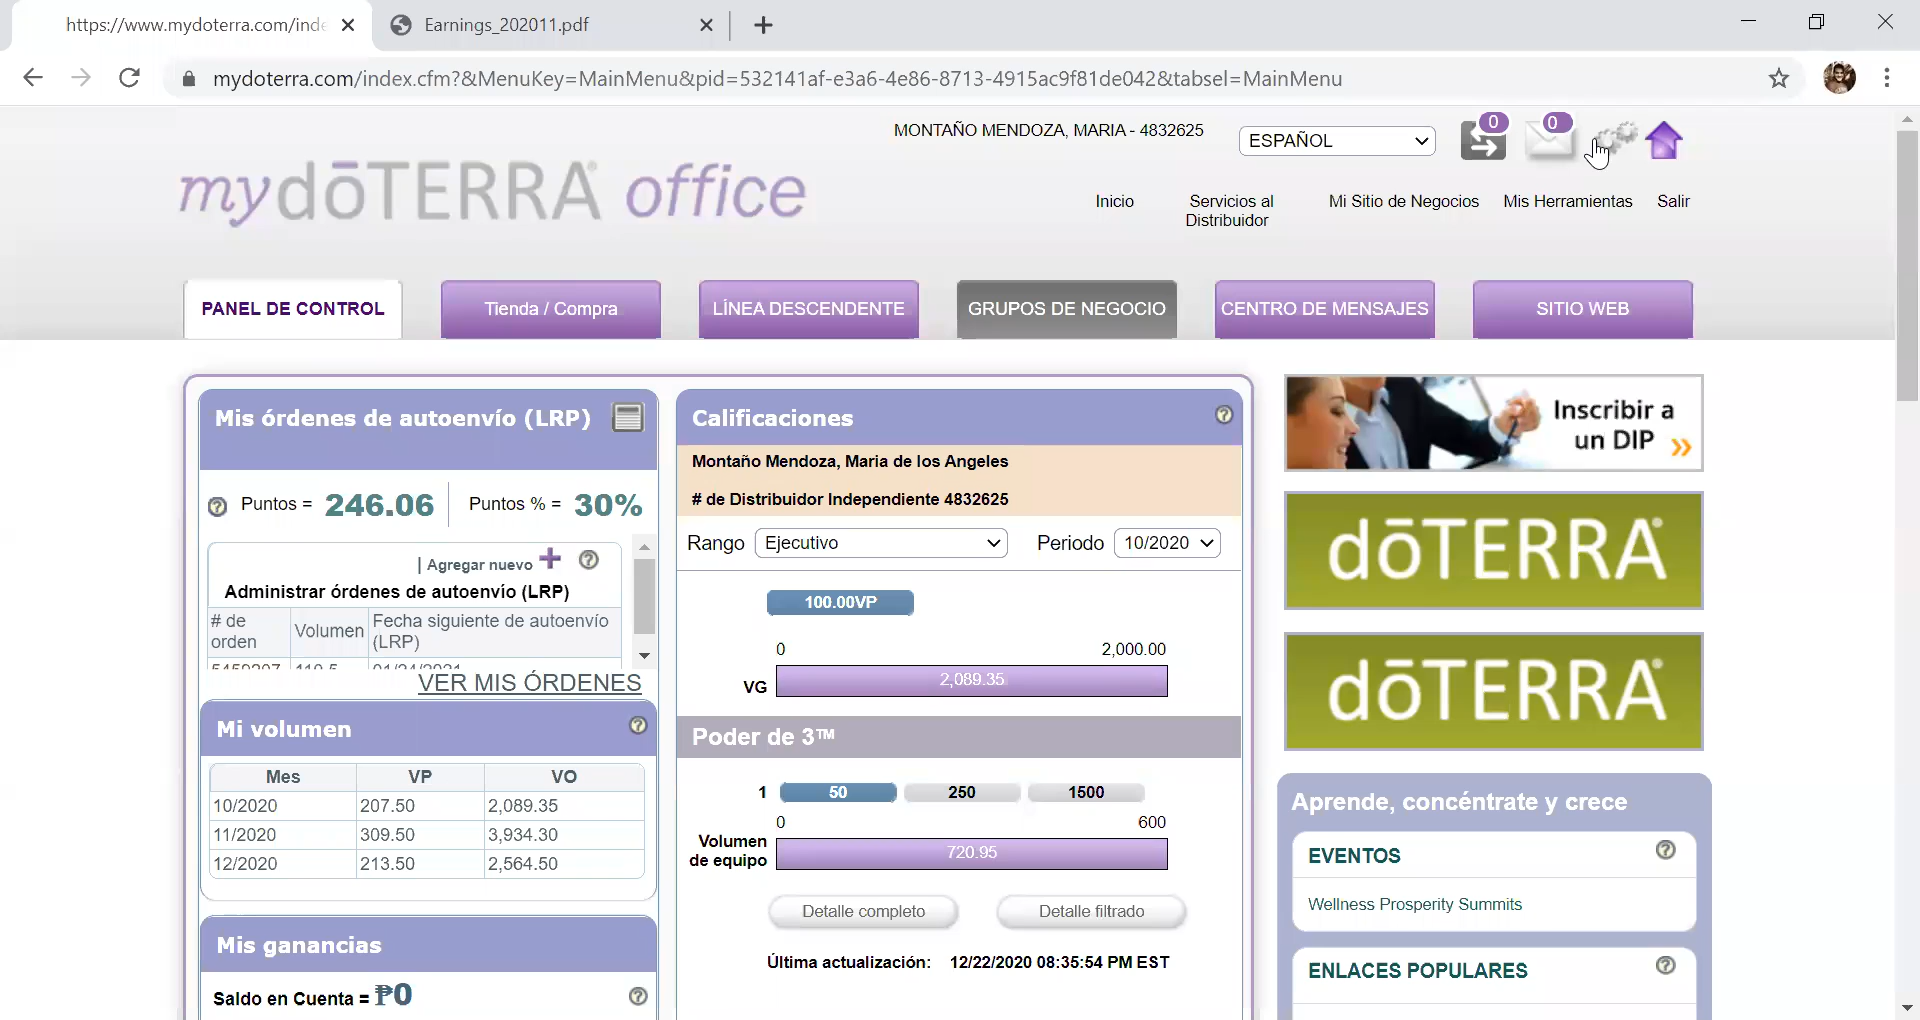 https://www.mydoterra.com/inde
Earnings_202011.pdf
mydoterra.com/index.cfm?&MenuKey=MainMenu&pid=532141af-e3a6-4e86-8713-4915ac9f81de042&tabsel=MainMenu
MONTAÑO MENDOZA, MARIA - 4832625
ESPAÑOL
0
0
mydōTERRA® office
Inicio
Servicios al Distribuidor
Mi Sitio de Negocios
Mis Herramientas
Salir
PANEL DE CONTROL
Tienda / Compra
LÍNEA DESCENDENTE
GRUPOS DE NEGOCIO
CENTRO DE MENSAJES
SITIO WEB
Mis órdenes de autoenvío (LRP)
Puntos = 246.06
Puntos % = 30%
| Agregar nuevo
Administrar órdenes de autoenvío (LRP)
# de orden
Volumen
Fecha siguiente de autoenvío (LRP)
VER MIS ÓRDENES
Mi volumen
Mes VP VO
10/2020 207.50 2,089.35
11/2020 309.50 3,934.30
12/2020 213.50 2,564.50
Mis ganancias
Saldo en Cuenta = ₱0
Calificaciones
Montaño Mendoza, Maria de los Angeles
# de Distribuidor Independiente 4832625
Rango Ejecutivo
Periodo 10/2020
100.00VP
0 2,000.00
VG 2,089.35
Poder de 3™
1 50 250 1500
0 600
Volumen de equipo 720.95
Detalle completo
Detalle filtrado
Última actualización: 12/22/2020 08:35:54 PM EST
Inscribir a
un DIP
dōTERRA®
dōTERRA®
Aprende, concéntrate y crece
EVENTOS
Wellness Prosperity Summits
ENLACES POPULARES